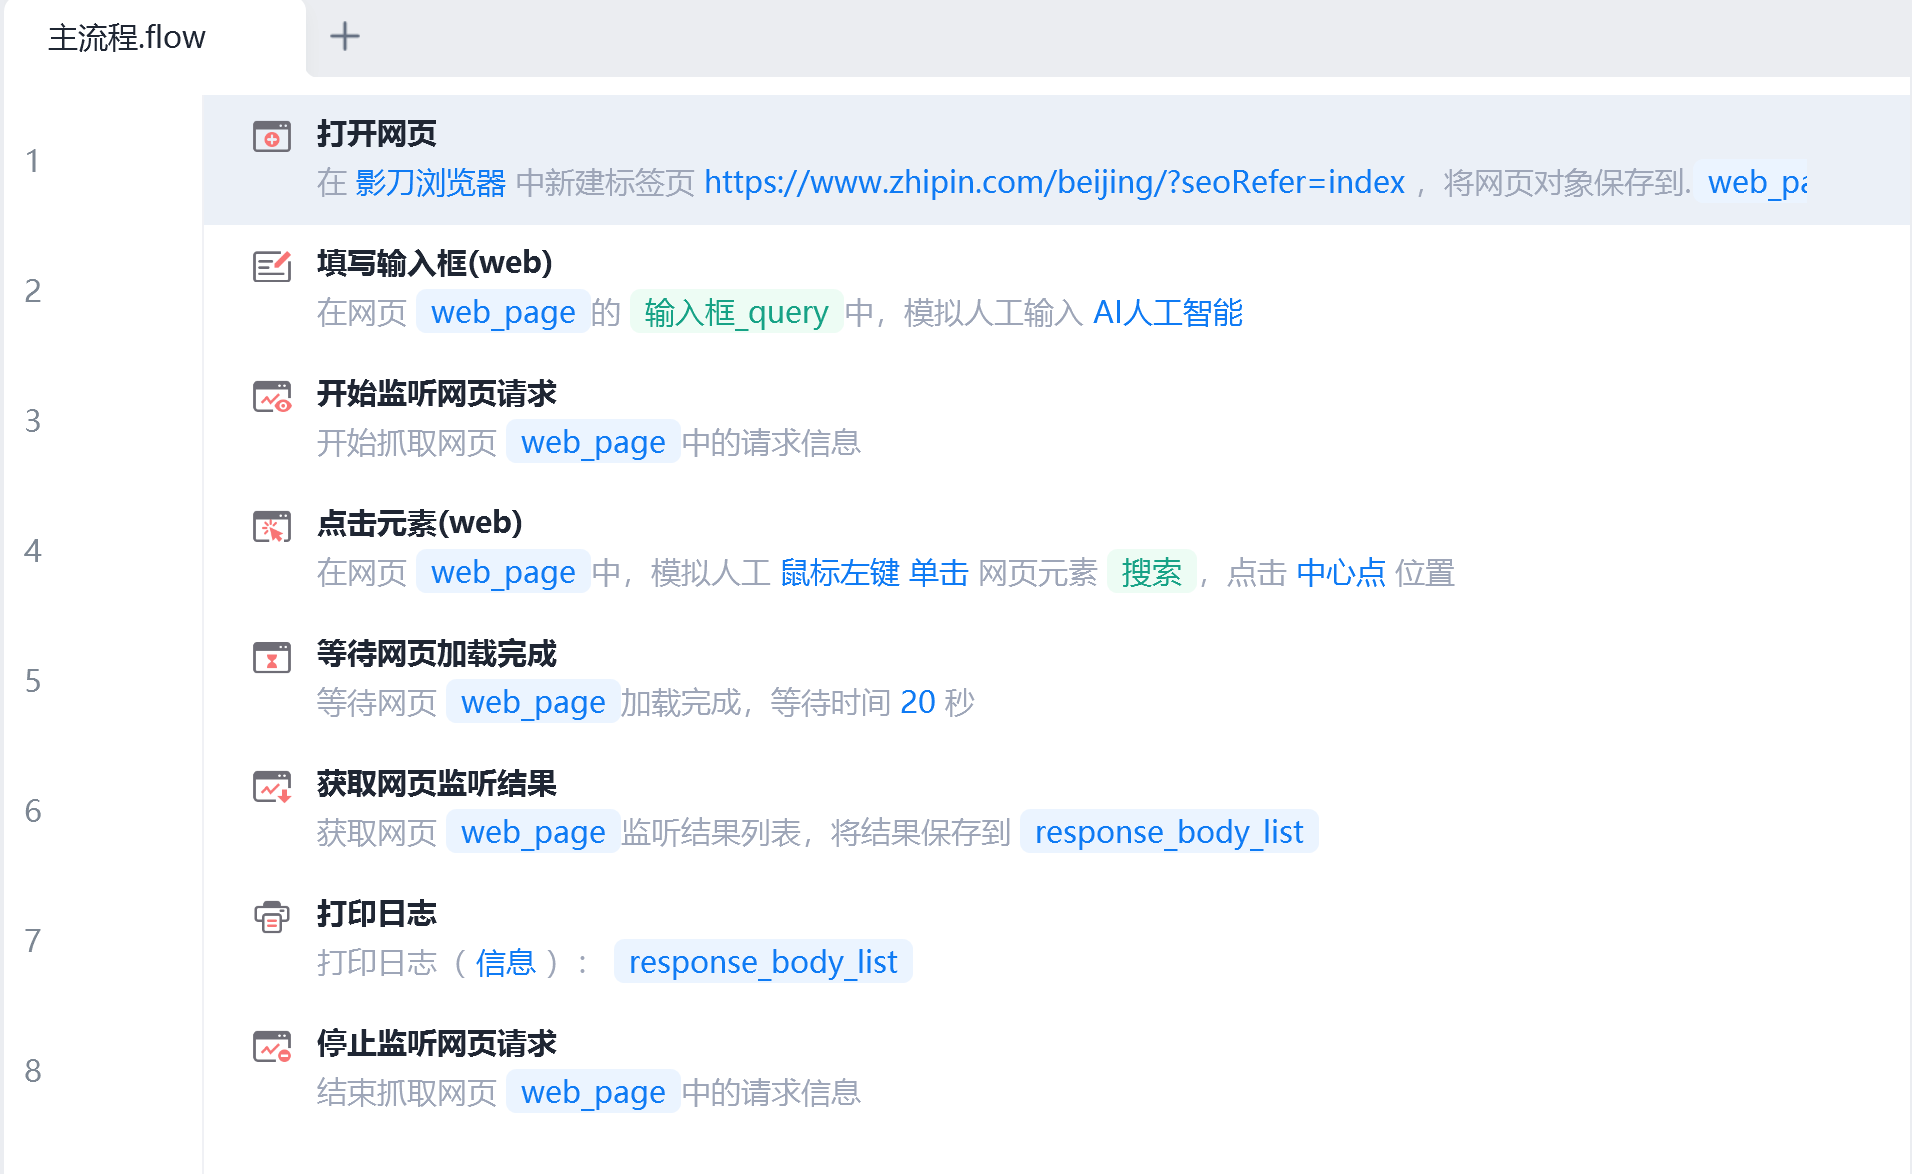 主流程.flow
1
打开网页
在 影刀浏览器 中新建标签页 https://www.zhipin.com/beijing/?seoRefer=index ，将网页对象保存到. web_pa
2
填写输入框(web)
在网页 web_page 的 输入框_query 中，模拟人工输入 AI人工智能
3
开始监听网页请求
开始抓取网页 web_page 中的请求信息
4
点击元素(web)
在网页 web_page 中，模拟人工 鼠标左键 单击 网页元素 搜索 ，点击 中心点 位置
5
等待网页加载完成
等待网页 web_page 加载完成，等待时间 20 秒
6
获取网页监听结果
获取网页 web_page 监听结果列表，将结果保存到 response_body_list
7
打印日志
打印日志（ 信息 ）： response_body_list
8
停止监听网页请求
结束抓取网页 web_page 中的请求信息